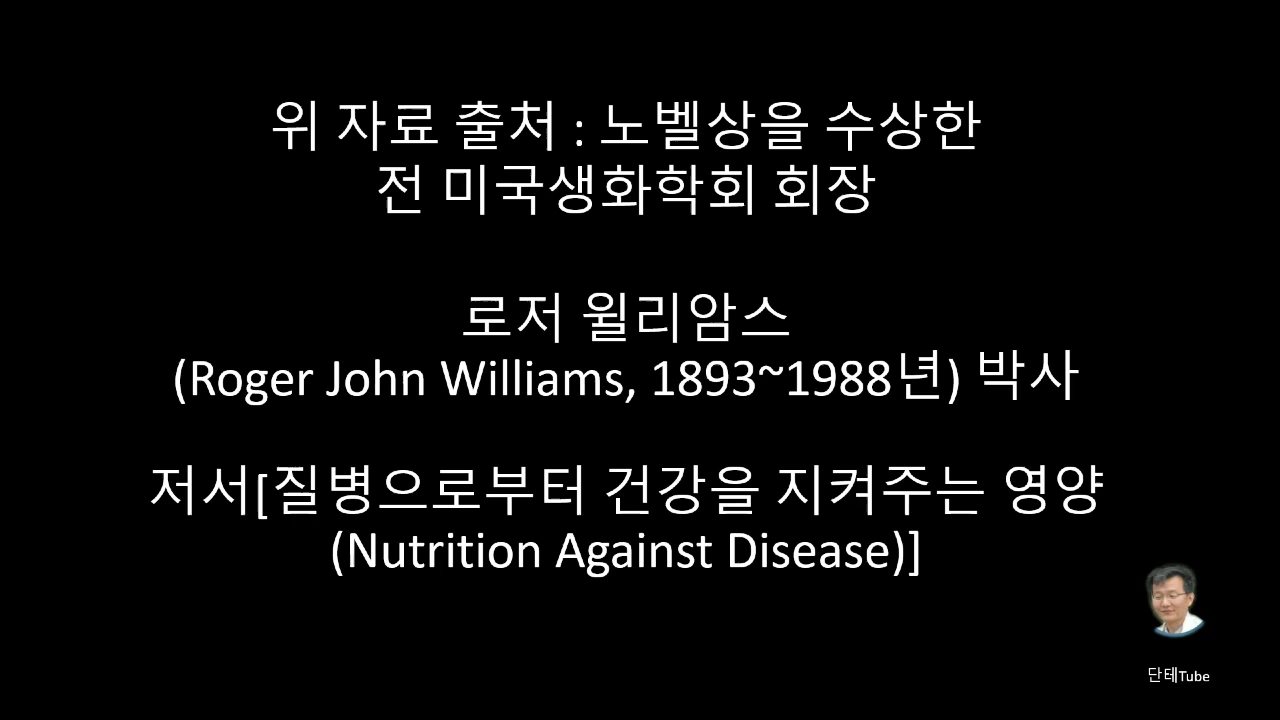 위 자료 출처 : 노벨상을 수상한
전 미국생화학회 회장
로저 윌리암스
(Roger John Williams, 1893~1988년) 박사
저서[질병으로부터 건강을 지켜주는 영양
(Nutrition Against Disease)]
단테Tube